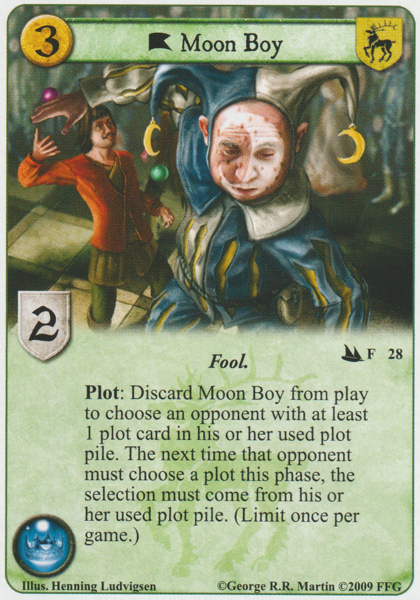 3
Moon Boy
2
Fool.
F 28
Plot: Discard Moon Boy from play
to choose an opponent with at least
1 plot card in his or her used plot
pile. The next time that opponent
must choose a plot this phase, the
selection must come from his or
her used plot pile. (Limit once per
game.)
Illus. Henning Ludvigsen ©George R.R. Martin ©2009 FFG